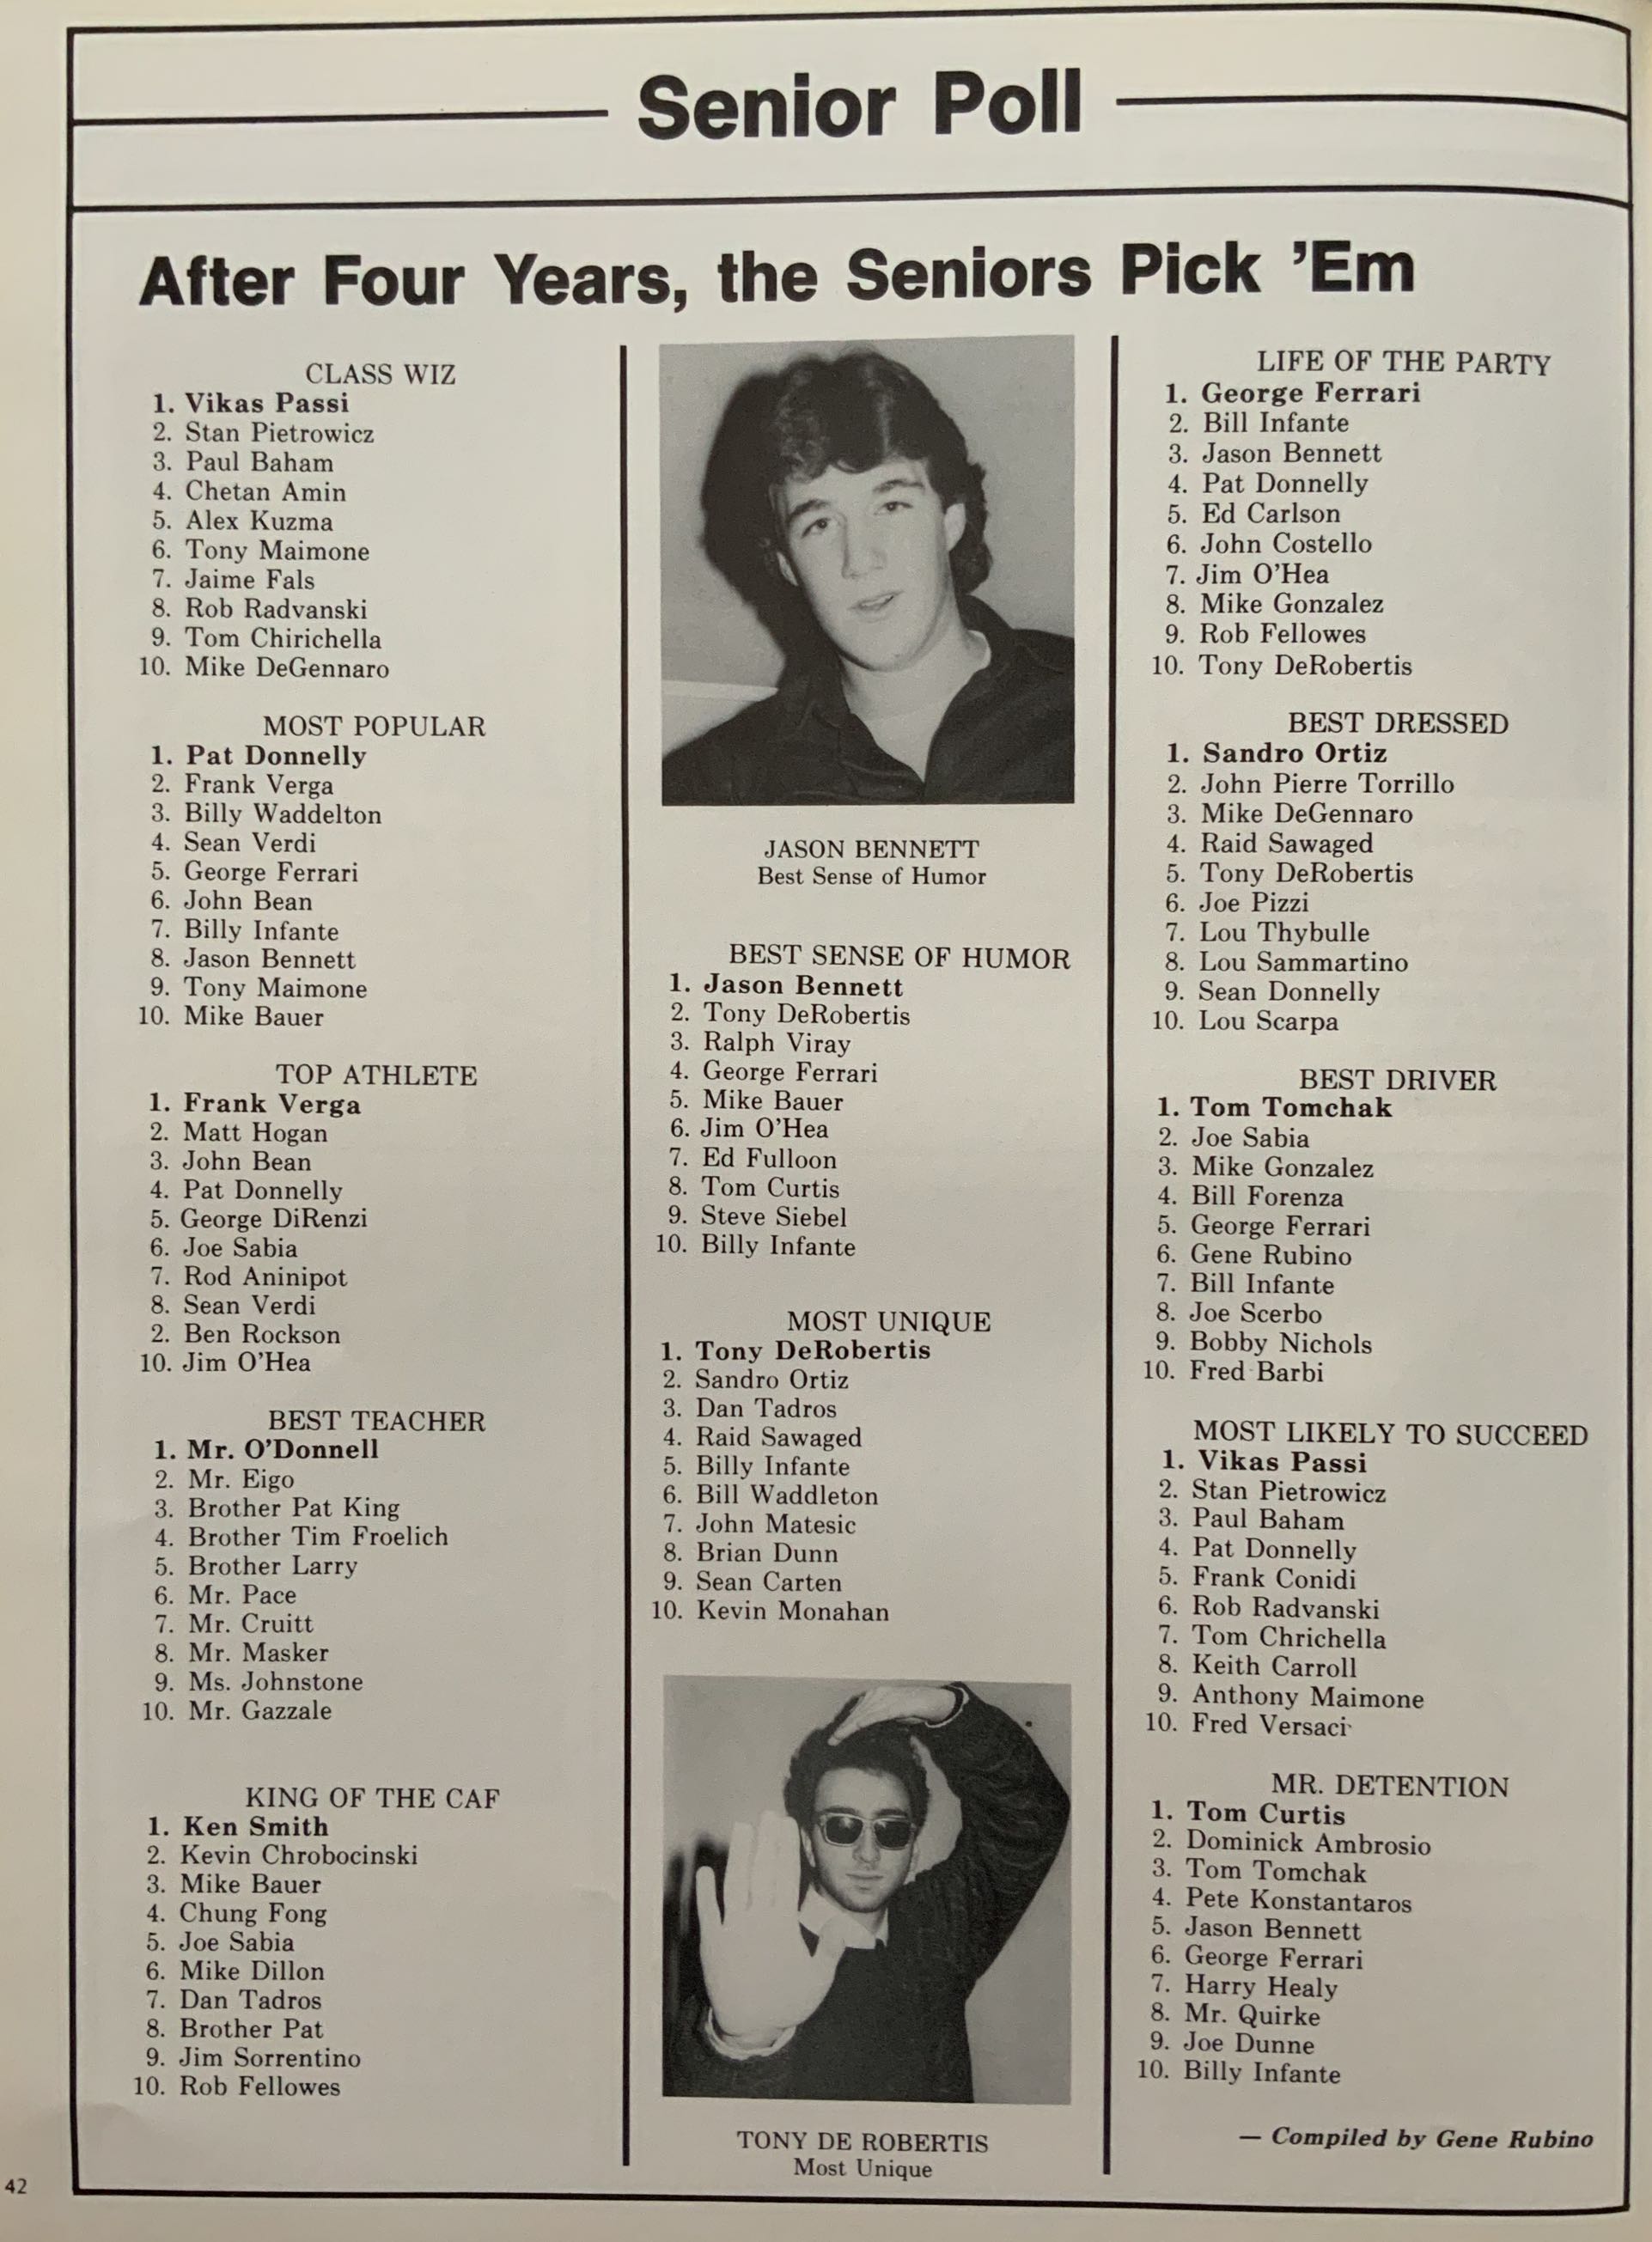 Senior Poll
After Four Years, the Seniors Pick 'Em
CLASS WIZ
1. Vikas Passi
2. Stan Pietrowicz
3. Paul Baham
4. Chetan Amin
5. Alex Kuzma
6. Tony Maimone
7. Jaime Fals
8. Rob Radvanski
9. Tom Chirichella
10. Mike DeGennaro
MOST POPULAR
1. Pat Donnelly
2. Frank Verga
3. Billy Waddelton
4. Sean Verdi
5. George Ferrari
6. John Bean
7. Billy Infante
8. Jason Bennett
9. Tony Maimone
10. Mike Bauer
TOP ATHLETE
1. Frank Verga
2. Matt Hogan
3. John Bean
4. Pat Donnelly
5. George DiRenzi
6. Joe Sabia
7. Rod Aninipot
8. Sean Verdi
2. Ben Rockson
10. Jim O'Hea
BEST TEACHER
1. Mr. O'Donnell
2. Mr. Eigo
3. Brother Pat King
4. Brother Tim Froelich
5. Brother Larry
6. Mr. Pace
7. Mr. Cruitt
8. Mr. Masker
9. Ms. Johnstone
10. Mr. Gazzale
KING OF THE CAF
1. Ken Smith
2. Kevin Chrobocinski
3. Mike Bauer
4. Chung Fong
5. Joe Sabia
6. Mike Dillon
7. Dan Tadros
8. Brother Pat
9. Jim Sorrentino
10. Rob Fellowes
JASON BENNETT
Best Sense of Humor
BEST SENSE OF HUMOR
1. Jason Bennett
2. Tony DeRobertis
3. Ralph Viray
4. George Ferrari
5. Mike Bauer
6. Jim O'Hea
7. Ed Fulloon
8. Tom Curtis
9. Steve Siebel
10. Billy Infante
MOST UNIQUE
1. Tony DeRobertis
2. Sandro Ortiz
3. Dan Tadros
4. Raid Sawaged
5. Billy Infante
6. Bill Waddleton
7. John Matesic
8. Brian Dunn
9. Sean Carten
10. Kevin Monahan
TONY DE ROBERTIS
Most Unique
LIFE OF THE PARTY
1. George Ferrari
2. Bill Infante
3. Jason Bennett
4. Pat Donnelly
5. Ed Carlson
6. John Costello
7. Jim O'Hea
8. Mike Gonzalez
9. Rob Fellowes
10. Tony DeRobertis
BEST DRESSED
1. Sandro Ortiz
2. John Pierre Torrillo
3. Mike DeGennaro
4. Raid Sawaged
5. Tony DeRobertis
6. Joe Pizzi
7. Lou Thybulle
8. Lou Sammartino
9. Sean Donnelly
10. Lou Scarpa
BEST DRIVER
1. Tom Tomchak
2. Joe Sabia
3. Mike Gonzalez
4. Bill Forenza
5. George Ferrari
6. Gene Rubino
7. Bill Infante
8. Joe Scerbo
9. Bobby Nichols
10. Fred Barbi
MOST LIKELY TO SUCCEED
1. Vikas Passi
2. Stan Pietrowicz
3. Paul Baham
4. Pat Donnelly
5. Frank Conidi
6. Rob Radvanski
7. Tom Chrichella
8. Keith Carroll
9. Anthony Maimone
10. Fred Versaci
MR. DETENTION
1. Tom Curtis
2. Dominick Ambrosio
3. Tom Tomchak
4. Pete Konstantaros
5. Jason Bennett
6. George Ferrari
7. Harry Healy
8. Mr. Quirke
9. Joe Dunne
10. Billy Infante
— Compiled by Gene Rubino
42